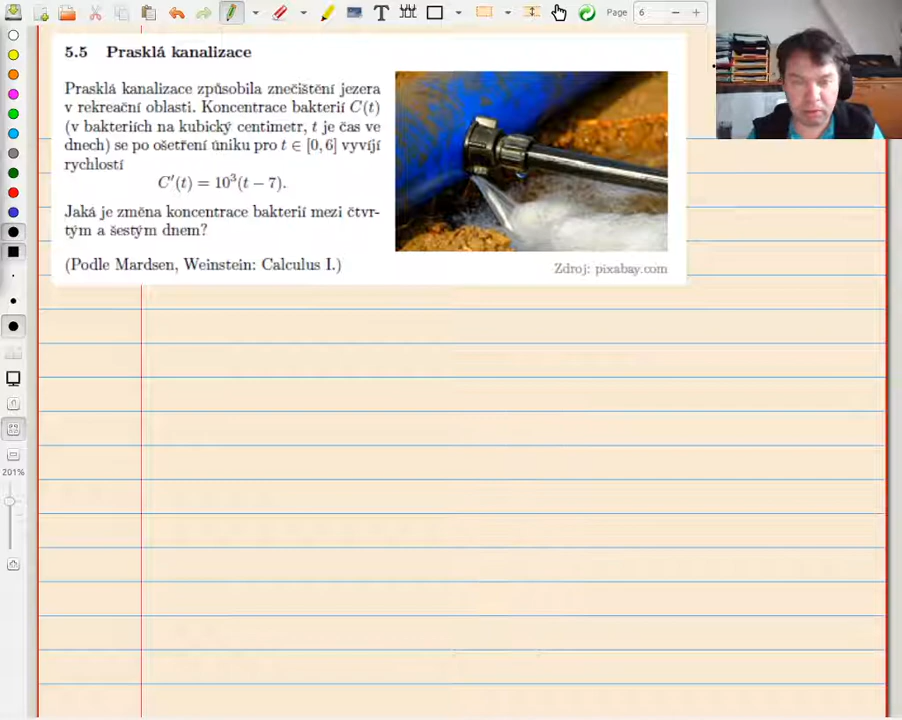 Page 6
5.5 Prasklá kanalizace
Prasklá kanalizace způsobila znečištění jezera
v rekreační oblasti. Koncentrace bakterií C(t)
(v bakteriích na kubický centimetr, t je čas ve
dnech) se po ošetření úniku pro t ∈ [0, 6] vyvíjí
rychlostí
C′(t) = 10³(t − 7).
Jaká je změna koncentrace bakterií mezi čtvr-
tým a šestým dnem?
(Podle Mardsen, Weinstein: Calculus I.)
Zdroj: pixabay.com
201%